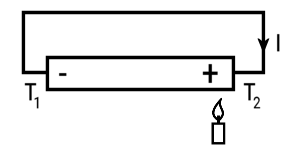 I
- +
T₁ T₂